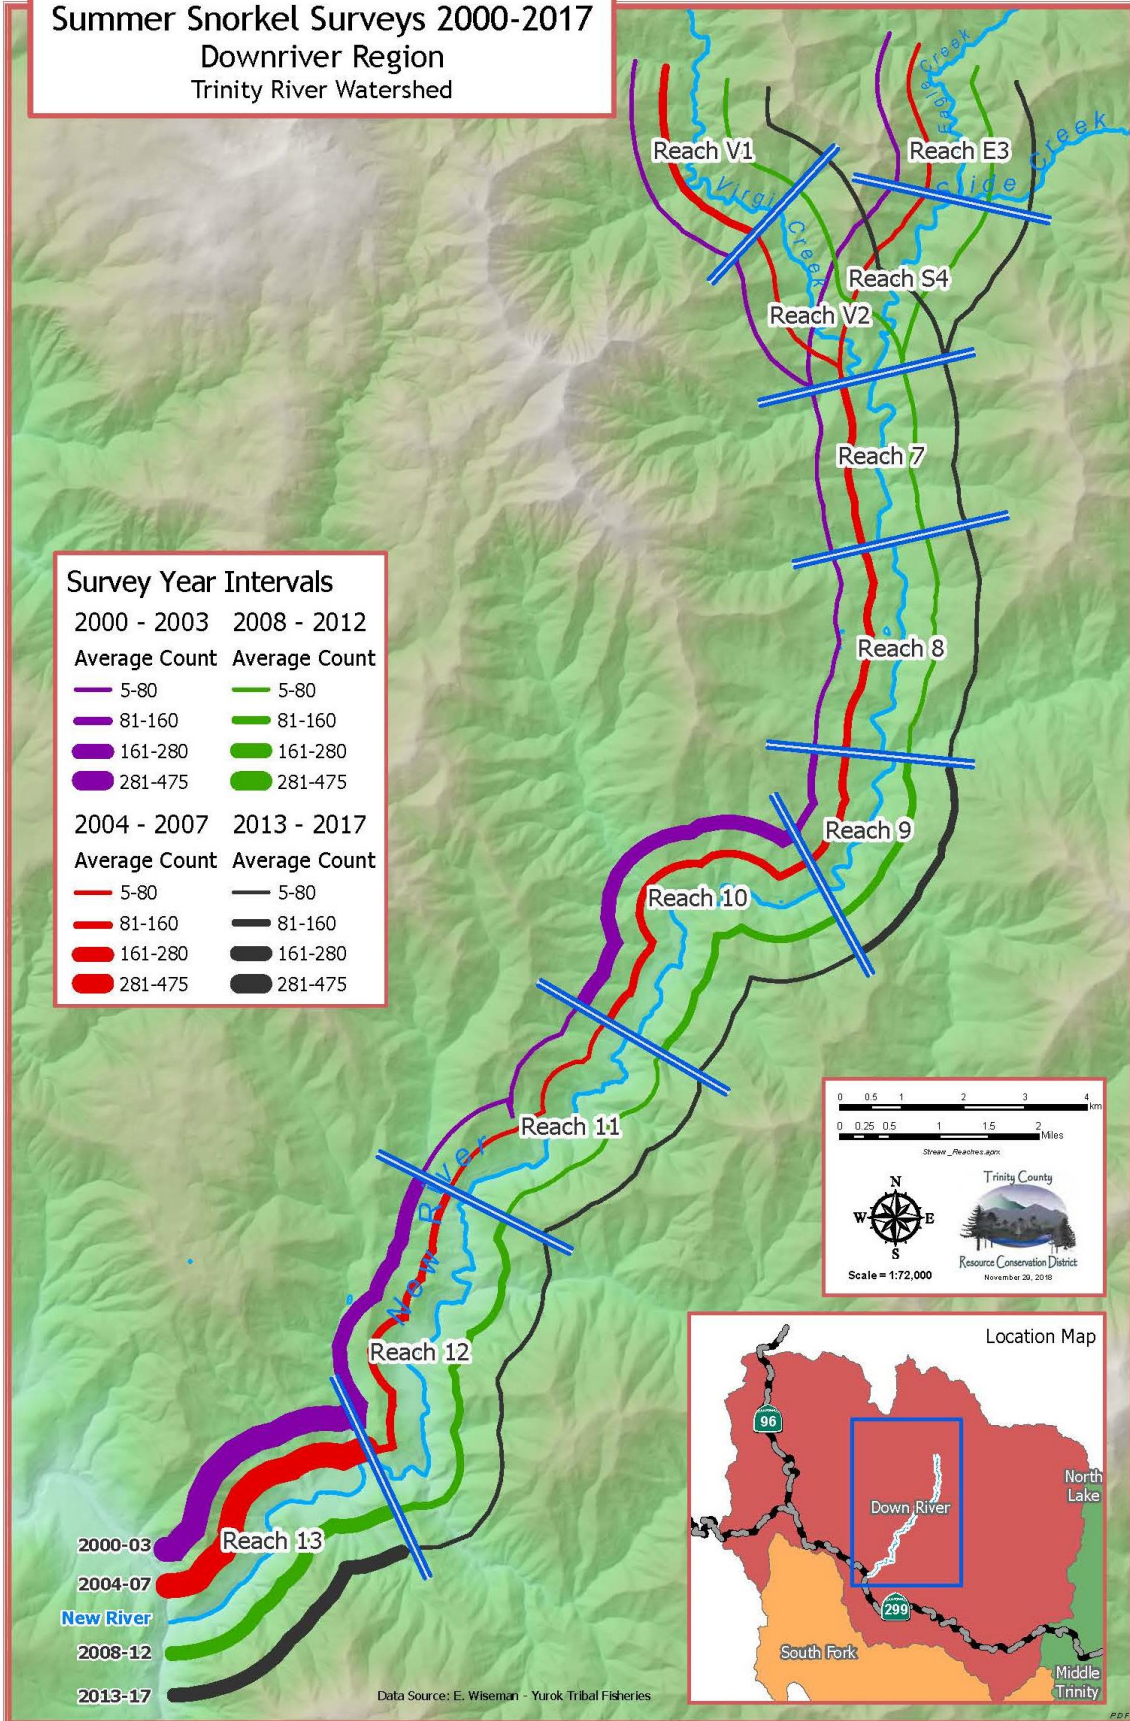 Summer Snorkel Surveys 2000-2017
Downriver Region
Trinity River Watershed
Eagle Creek
Reach V1
Reach E3
Slide Creek
Virgin Creek
Reach S4
Reach V2
Reach 7
Reach 8
Reach 9
Reach 10
Reach 11
New River
Reach 12
Reach 13
Survey Year Intervals
2000 - 2003 2008 - 2012
Average Count Average Count
5-80 5-80
81-160 81-160
161-280 161-280
281-475 281-475
2004 - 2007 2013 - 2017
Average Count Average Count
5-80 5-80
81-160 81-160
161-280 161-280
281-475 281-475
0 0.5 1 2 3 4
km
0 0.25 0.5 1 1.5 2
Miles
Stream_Reaches.aprx
N
W E
S
Scale = 1:72,000
Trinity County
Resource Conservation District
November 29, 2018
Location Map
96
North
Lake
Down River
299
South Fork
Middle
Trinity
2000-03
2004-07
New River
2008-12
2013-17
Data Source: E. Wiseman - Yurok Tribal Fisheries
PDF